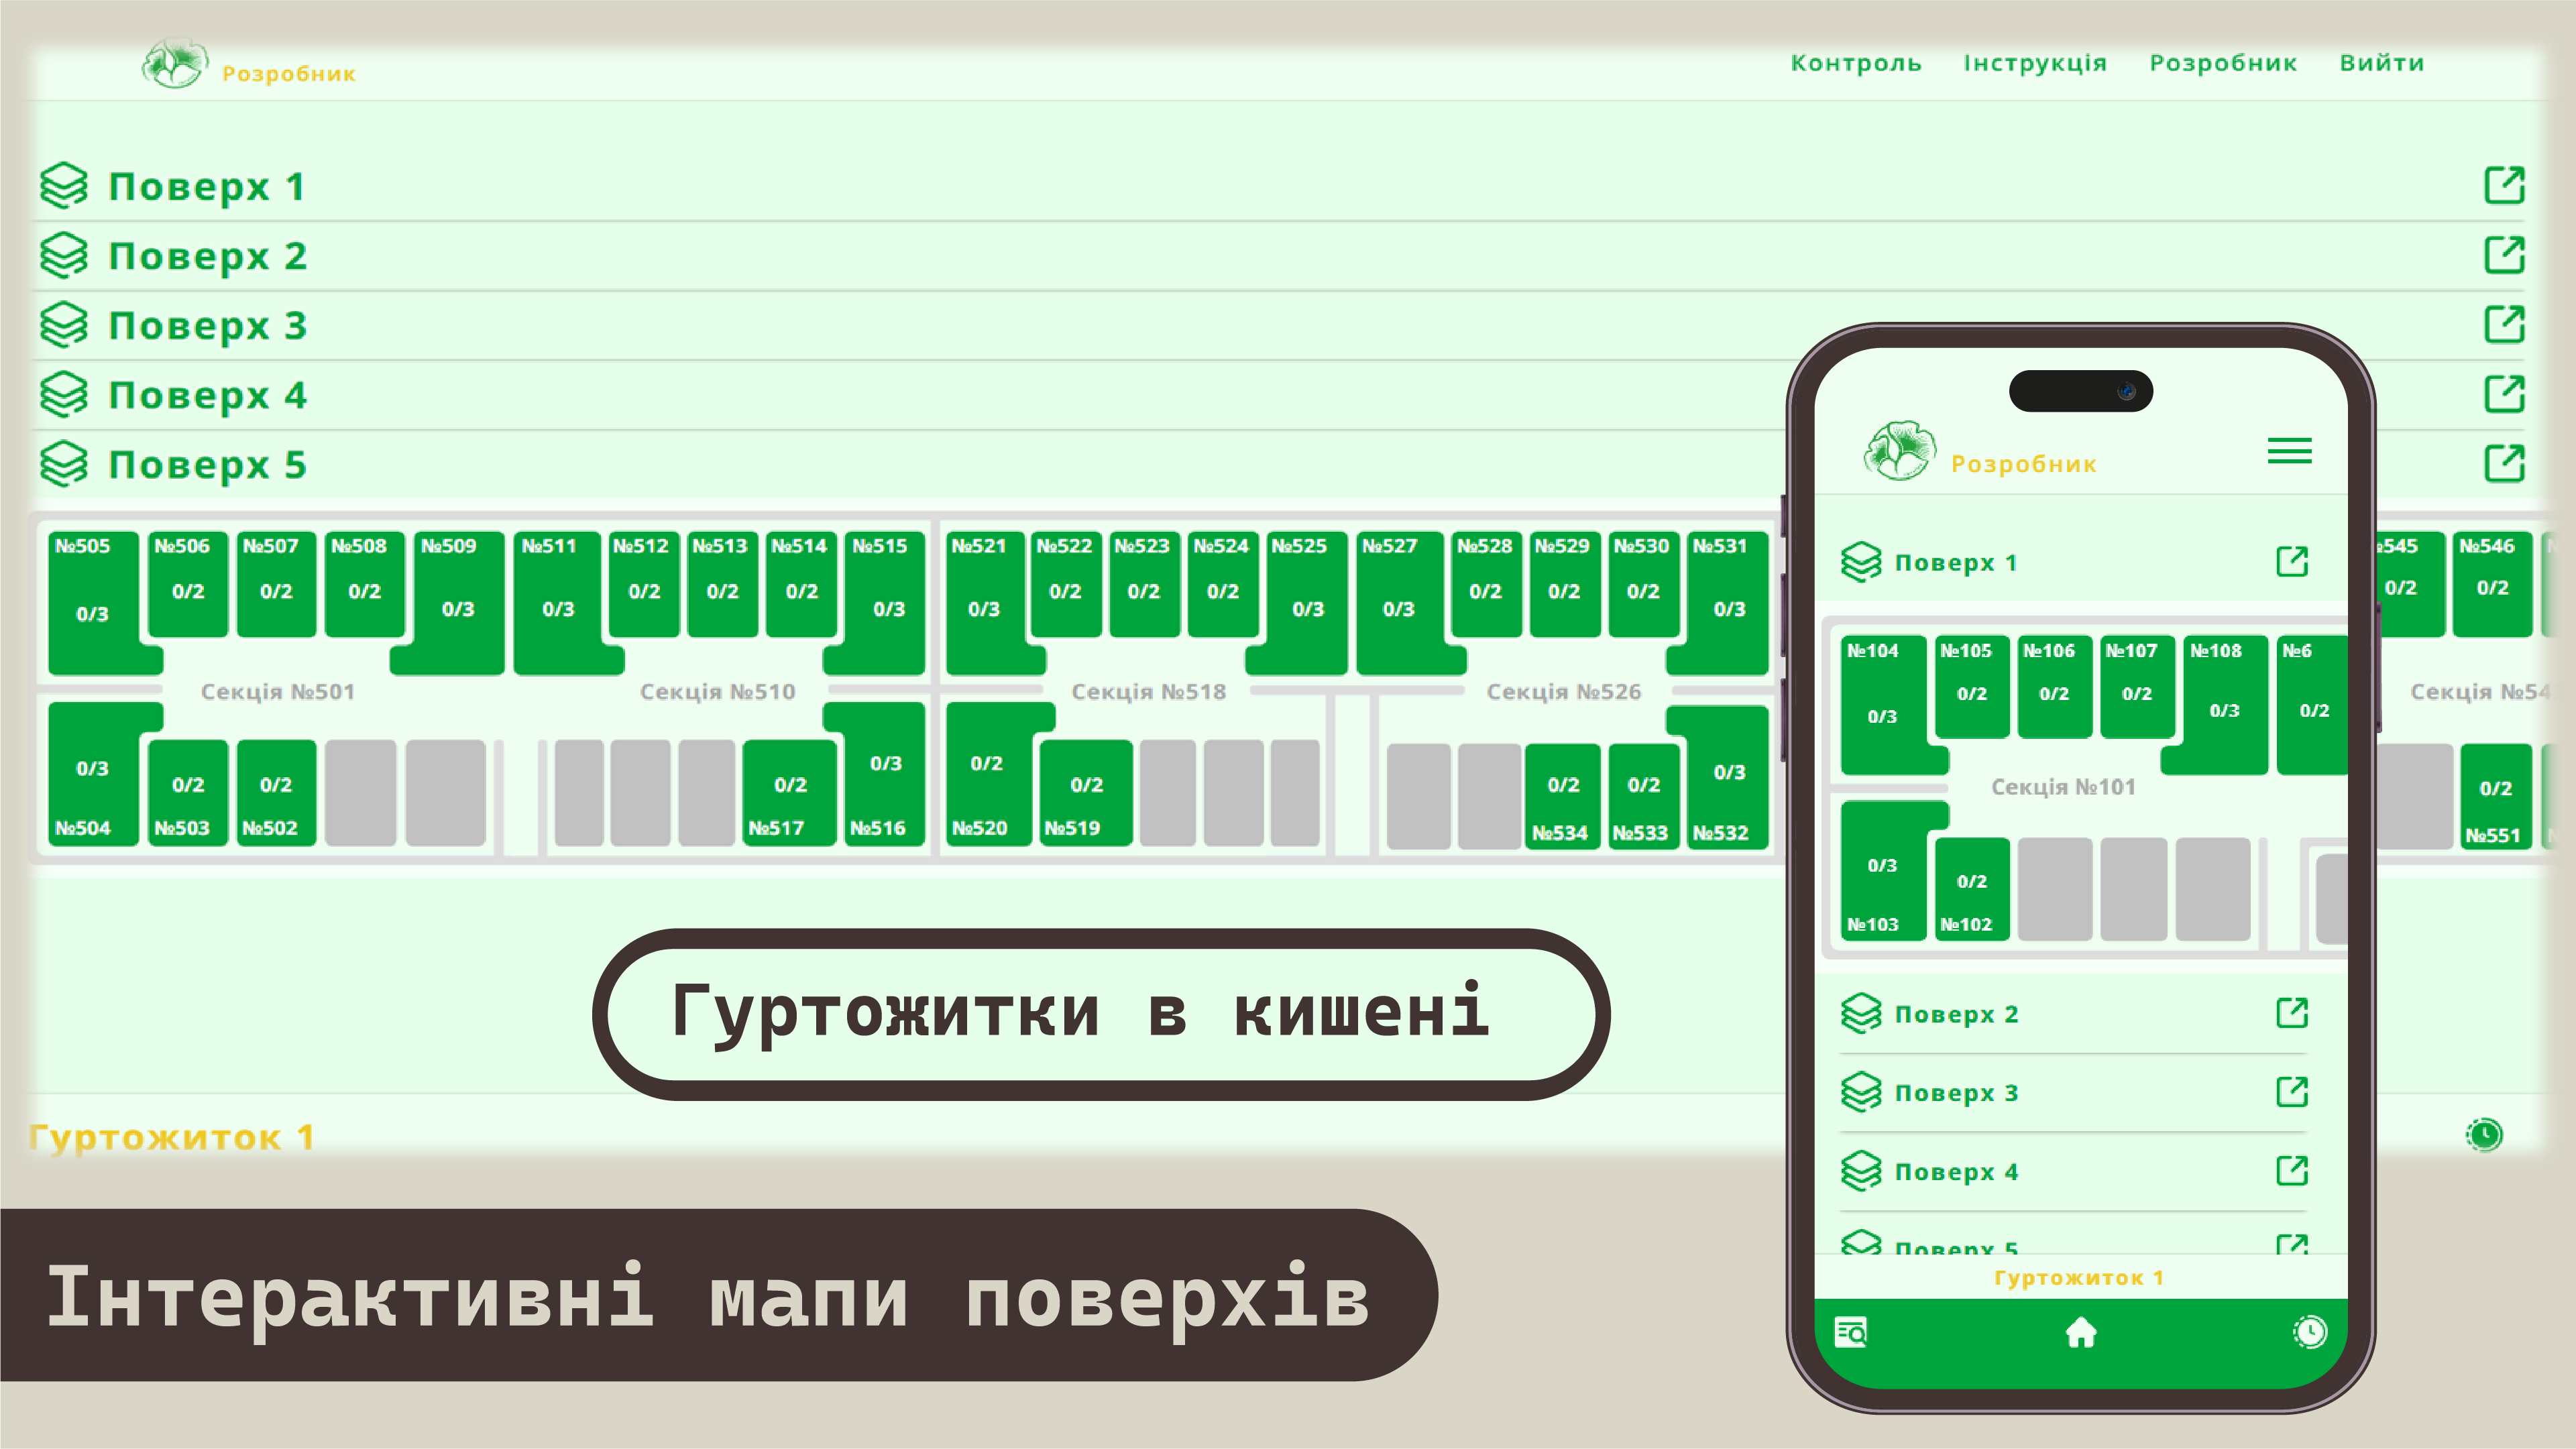 Розробник
Контроль Інструкція Розробник Вийти
Поверх 1
Поверх 2
Поверх 3
Поверх 4
Поверх 5
№505 №506 №507 №508 №509 №511 №512 №513 №514 №515 №521 №522 №523 №524 №525 №527 №528 №529 №530 №531 №545 №546
0/2 0/2 0/2 0/2 0/2 0/2 0/2 0/2 0/2 0/2 0/2 0/2 0/2 0/2
0/3 0/3 0/3 0/3 0/3 0/3 0/3 0/3
Секція №501 Секція №510 Секція №518 Секція №526 Секція №54
0/3 0/2 0/2 0/2 0/3 0/2 0/2 0/2 0/2 0/3 0/2
№504 №503 №502 №517 №516 №520 №519 №534 №533 №532 №551
Гуртожитки в кишені
Гуртожиток 1
Інтерактивні мапи поверхів
Розробник
Поверх 1
№104 №105 №106 №107 №108 №6
0/3 0/2 0/2 0/2 0/3 0/2
Секція №101
0/3 0/2
№103 №102
Поверх 2
Поверх 3
Поверх 4
Поверх 5
Гуртожиток 1